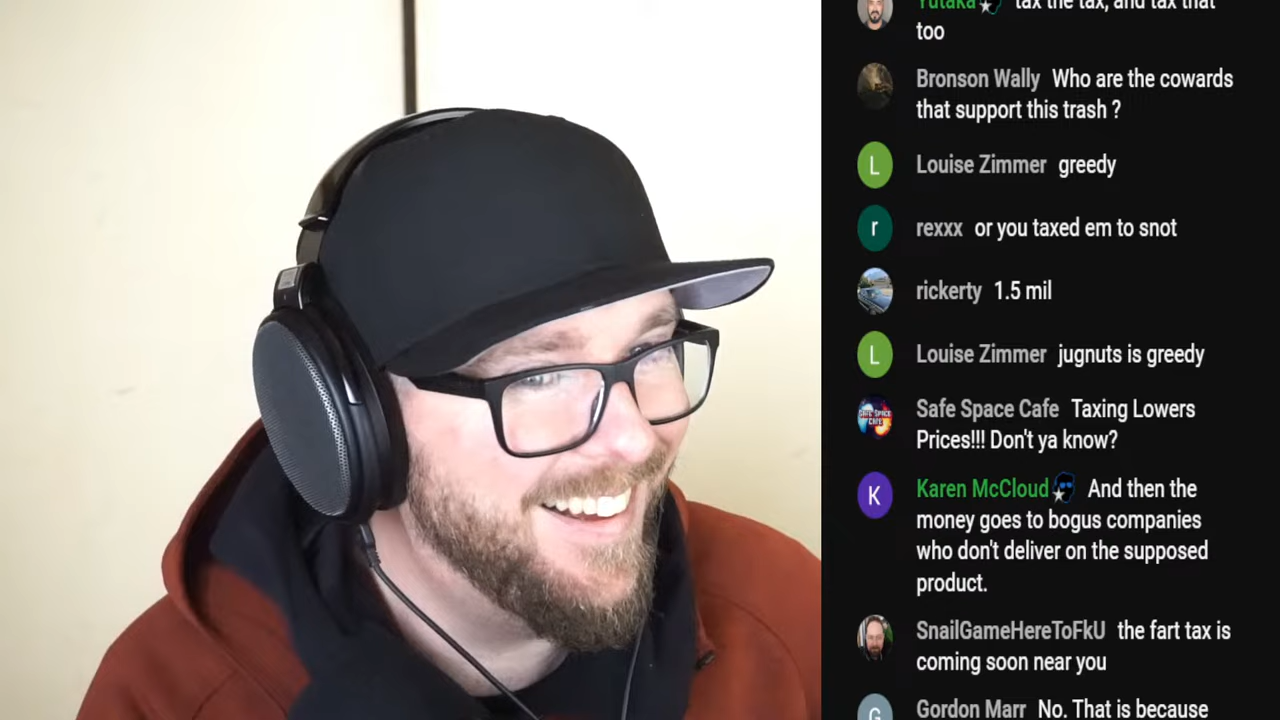 Yutaka tax the tax, and tax that
too
Bronson Wally Who are the cowards
that support this trash ?
L Louise Zimmer greedy
r rexxx or you taxed em to snot
rickerty 1.5 mil
L Louise Zimmer jugnuts is greedy
SAFE SPACE CAFE Safe Space Cafe Taxing Lowers
Prices!!! Don't ya know?
K Karen McCloud And then the
money goes to bogus companies
who don't deliver on the supposed
product.
SnailGameHereToFkU the fart tax is
coming soon near you
G Gordon Marr No. That is because